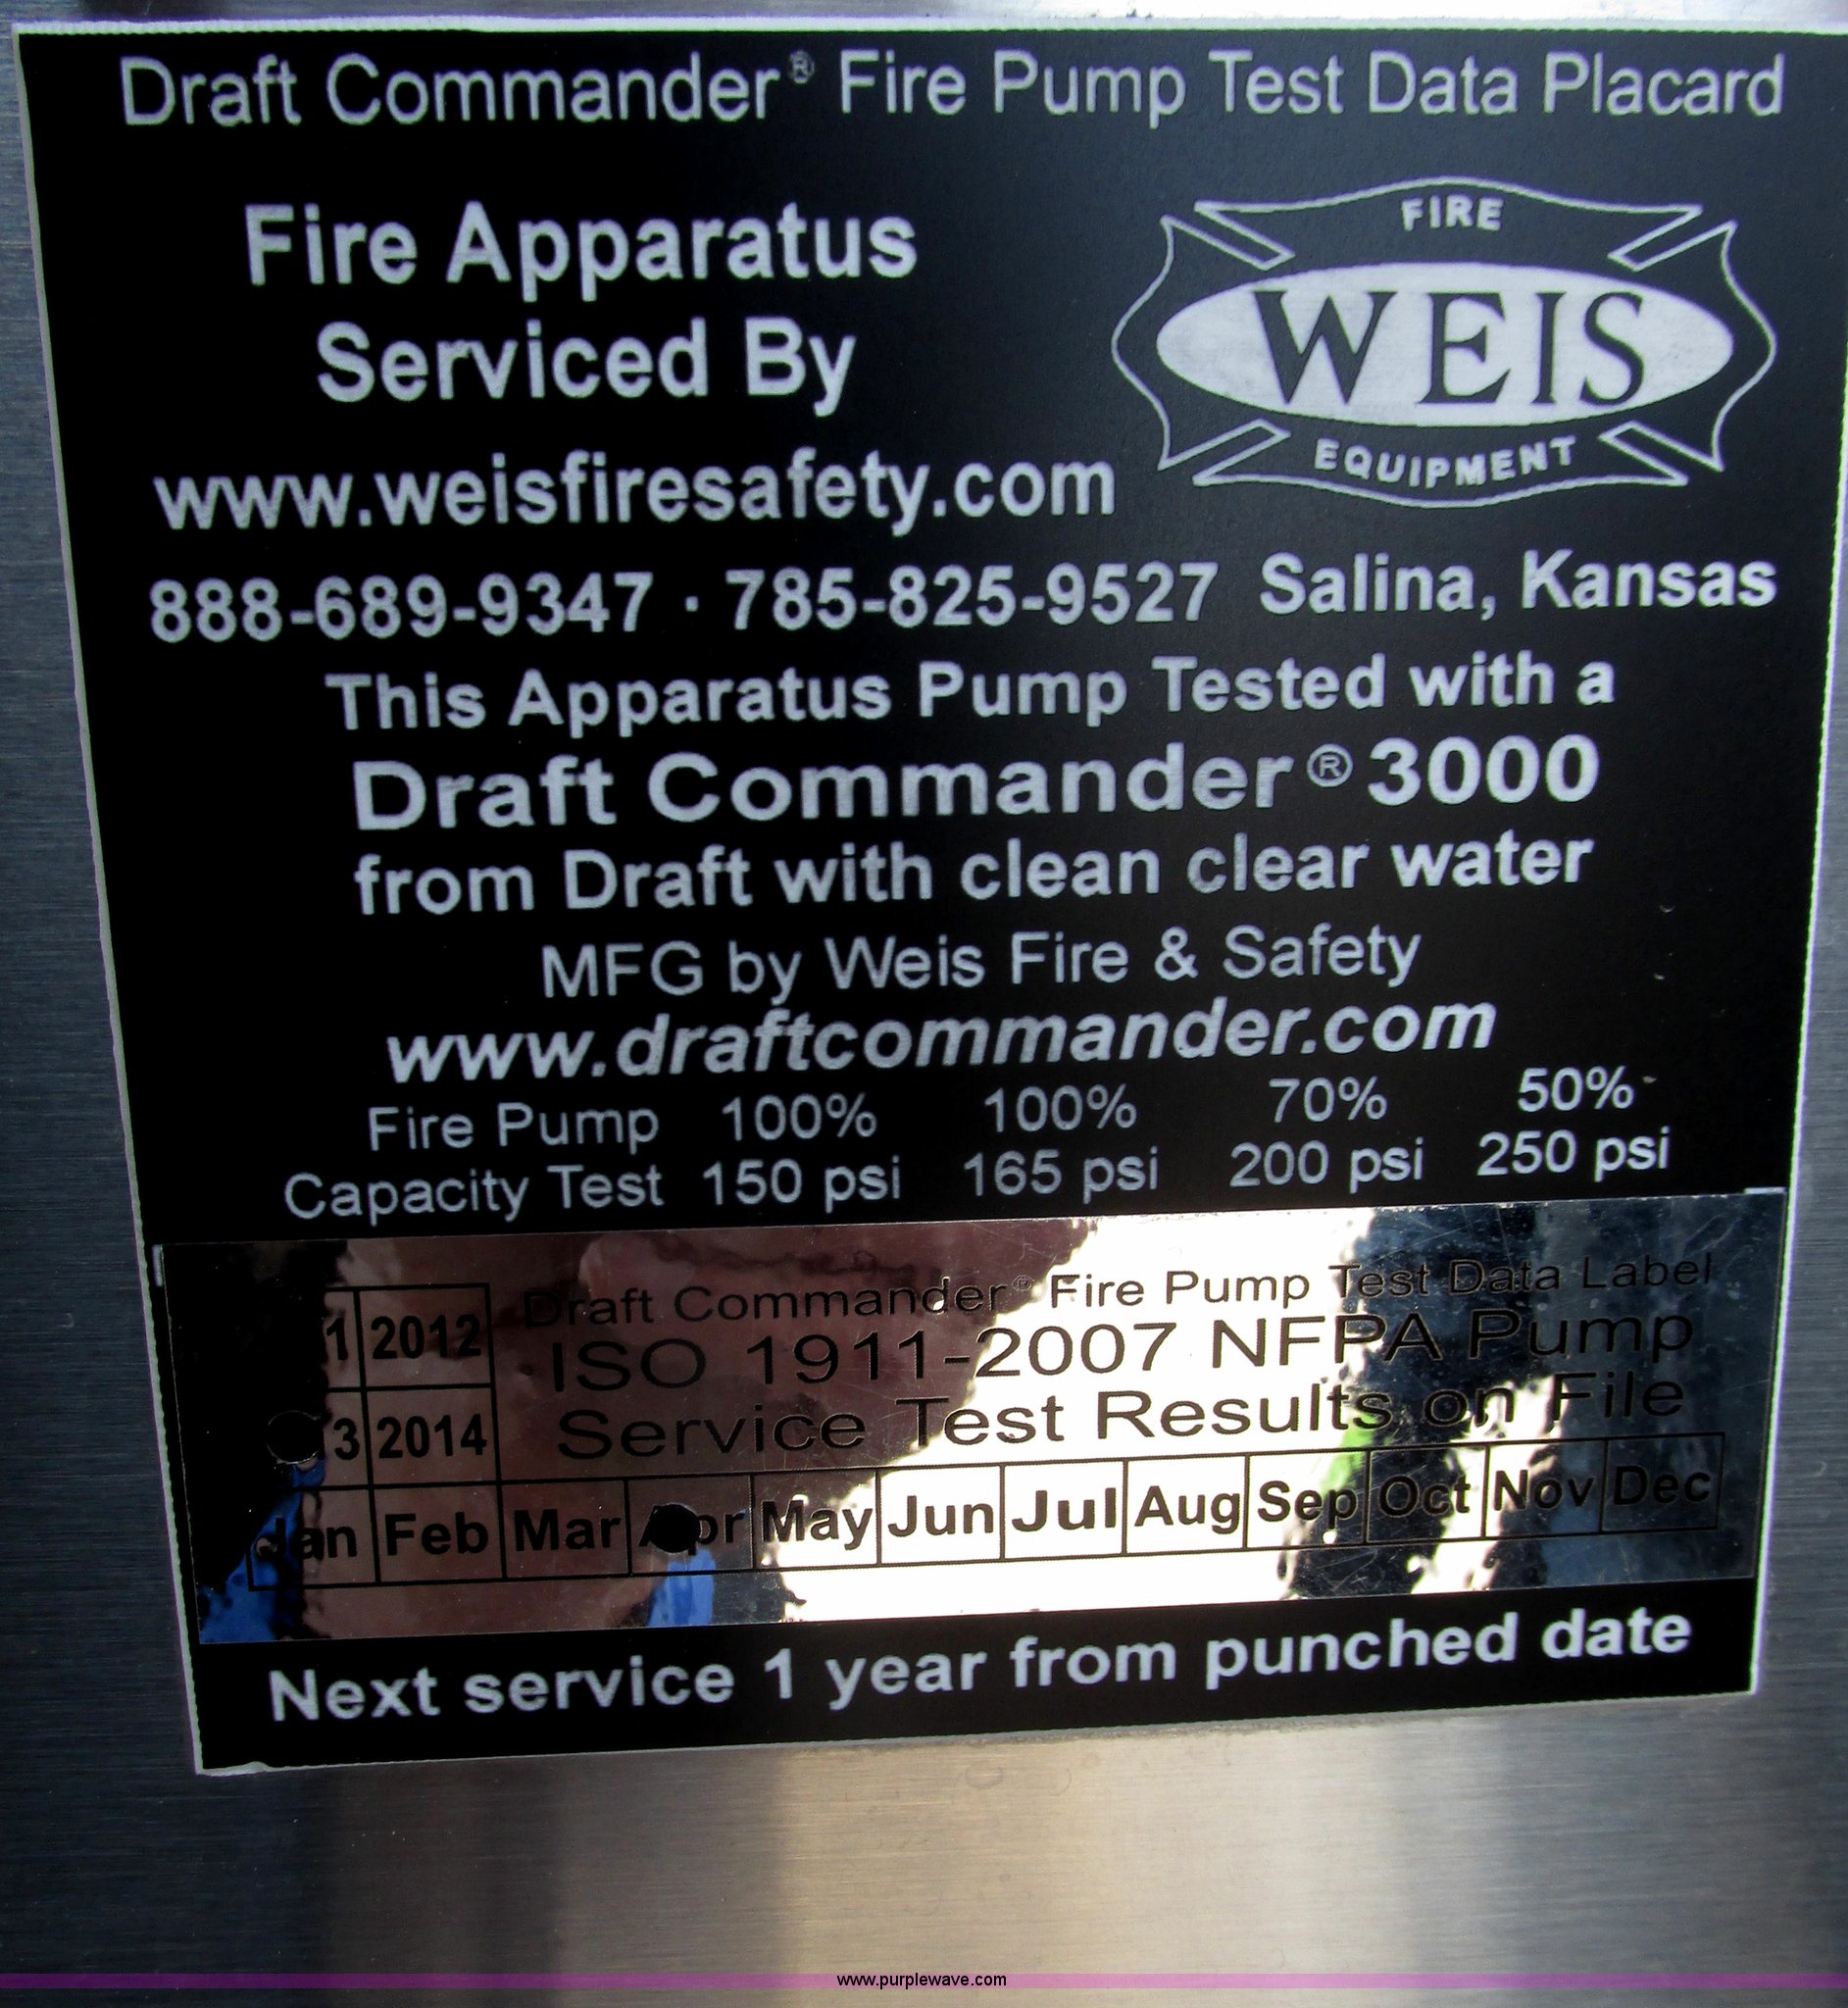 Draft Commander® Fire Pump Test Data Placard
Fire Apparatus
Serviced By
FIRE
WEIS
EQUIPMENT
www.weisfiresafety.com
888-689-9347 · 785-825-9527 Salina, Kansas
This Apparatus Pump Tested with a
Draft Commander® 3000
from Draft with clean clear water
MFG by Weis Fire & Safety
www.draftcommander.com
Fire Pump 100% 100% 70% 50%
Capacity Test 150 psi 165 psi 200 psi 250 psi
Draft Commander® Fire Pump Test Data Label
1 2012 ISO 1911-2007 NFPA Pump
3 2014 Service Test Results on File
Jan Feb Mar Apr May Jun Jul Aug Sep Oct Nov Dec
Next service 1 year from punched date
www.purplewave.com